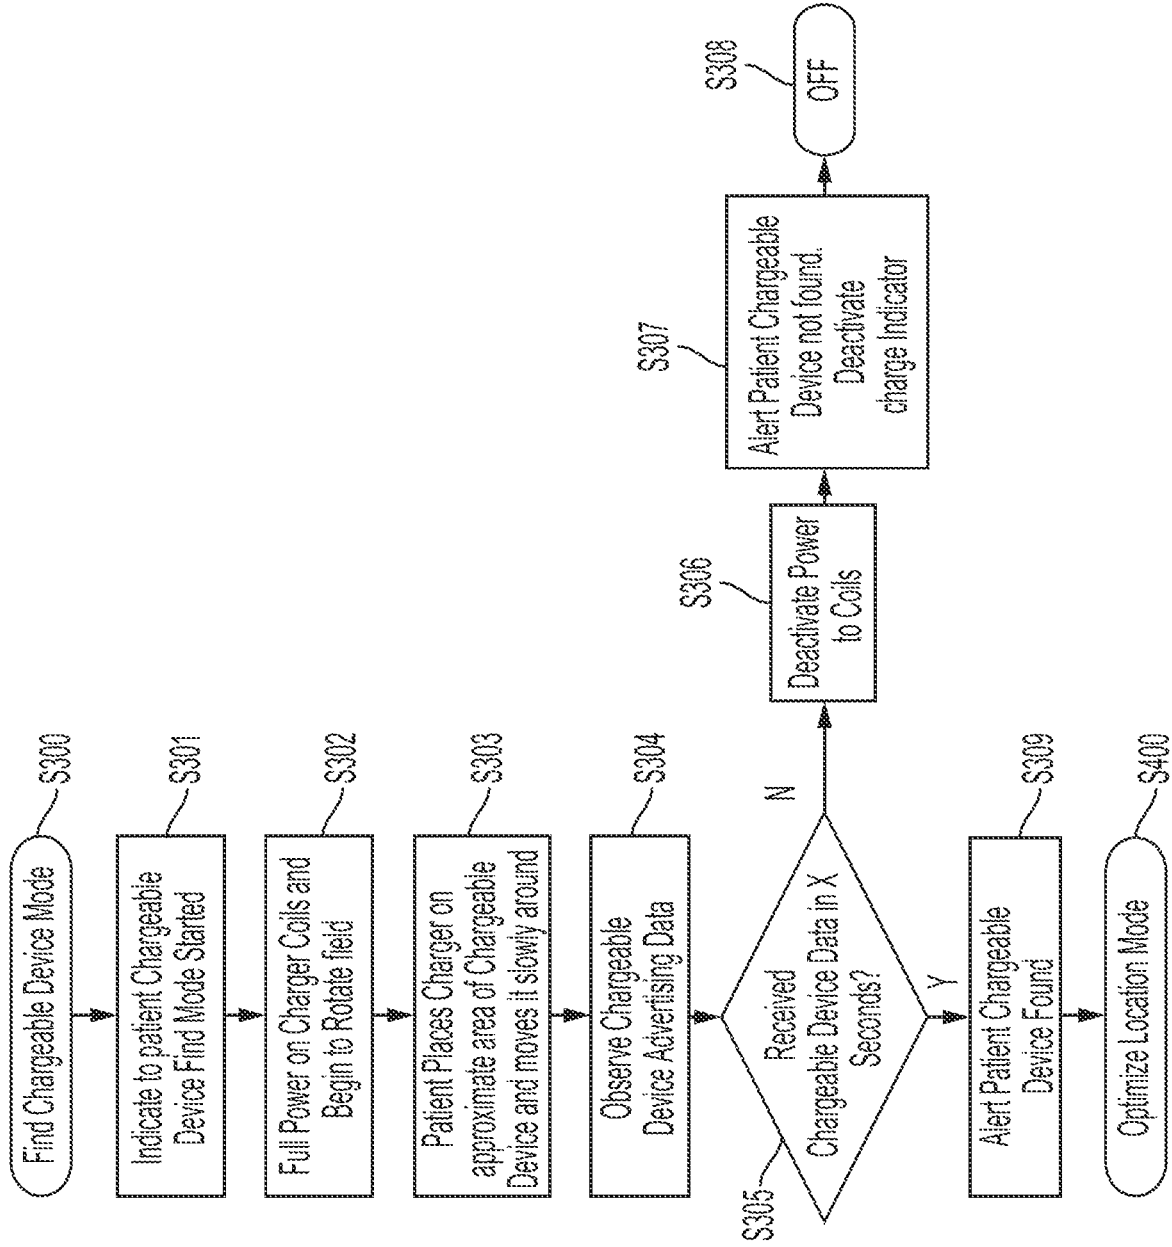 Find Chargeable Device Mode
S300
Indicate to patient Chargeable
Device Find Mode Started
S301
Full Power on Charger Coils and
Begin to Rotate field
S302
Patient Places Charger on
approximate area of Chargeable
Device and moves it slowly around
S303
Observe Chargeable
Device Advertising Data
S304
Received
Chargeable Device Data in X
Seconds?
S305
N
Deactivate Power
to Coils
S306
Alert Patient Chargeable
Device not found.
Deactivate
charge Indicator
S307
OFF
S308
Y
Alert Patient Chargeable
Device Found
S309
Optimize Location Mode
S400